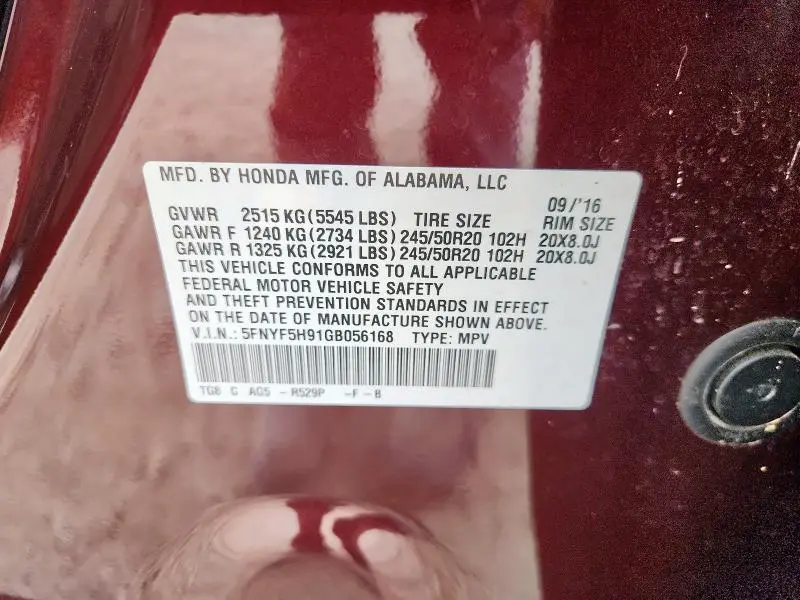 MFD. BY HONDA MFG. OF ALABAMA, LLC
09/'16
GVWR 2515 KG(5545 LBS) TIRE SIZE RIM SIZE
GAWR F 1240 KG(2734 LBS) 245/50R20 102H 20X8.0J
GAWR R 1325 KG(2921 LBS) 245/50R20 102H 20X8.0J
THIS VEHICLE CONFORMS TO ALL APPLICABLE
FEDERAL MOTOR VEHICLE SAFETY
AND THEFT PREVENTION STANDARDS IN EFFECT
ON THE DATE OF MANUFACTURE SHOWN ABOVE.
V.I.N.: 5FNYF5H91GB056168 TYPE: MPV
TG8 G AG5 - R529P - F - B